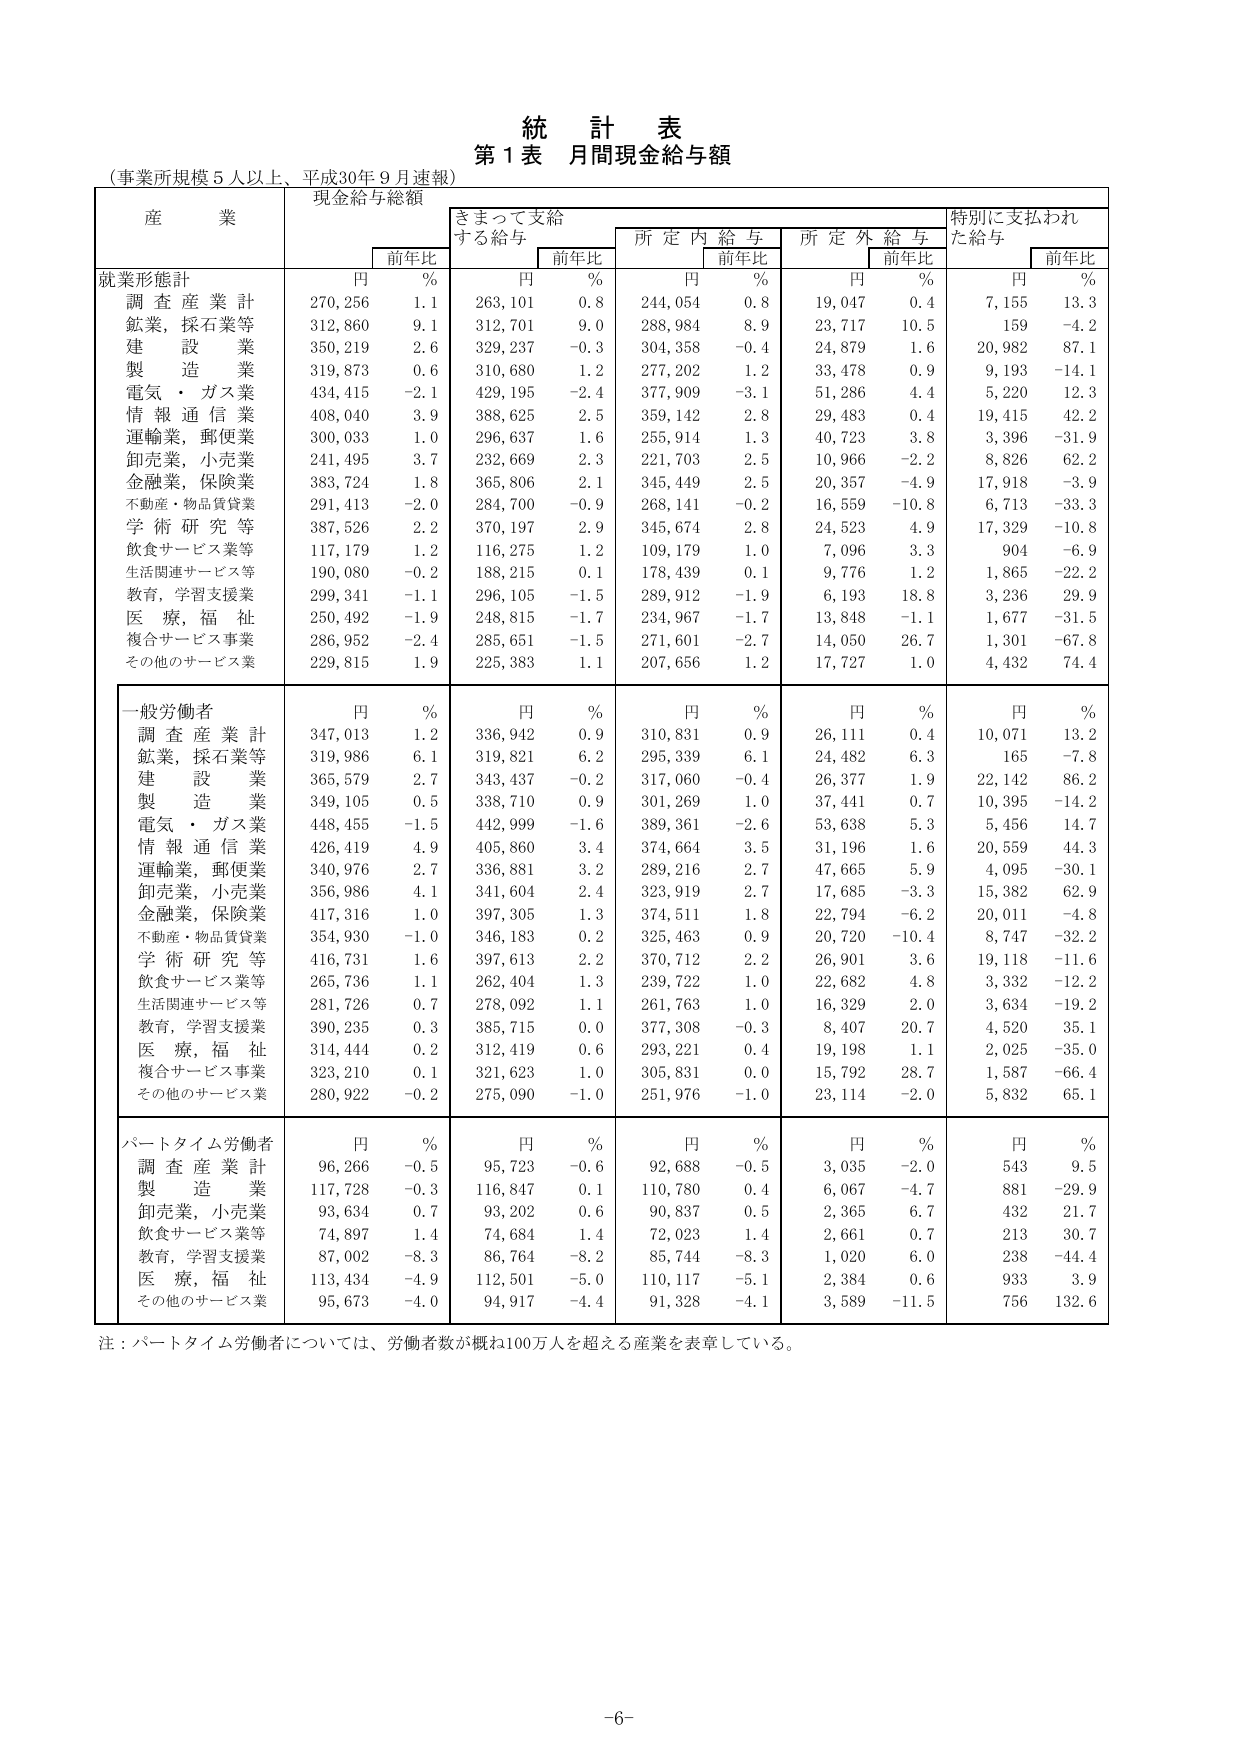 統 計 表
第１表 月間現金給与額
（事業所規模５人以上、平成30年９月速報）
産 業 現金給与総額
きまって支給する給与 特別に支払われた給与
所定内給与 所定外給与
前年比 前年比 前年比 前年比 前年比
就業形態計 円 % 円 % 円 % 円 % 円 %
調査産業計 270,256 1.1 263,101 0.8 244,054 0.8 19,047 0.4 7,155 13.3
鉱業，採石業等 312,860 9.1 312,701 9.0 288,984 8.9 23,717 10.5 159 -4.2
建設業 350,219 2.6 329,237 -0.3 304,358 -0.4 24,879 1.6 20,982 87.1
製造業 319,873 0.6 310,680 1.2 277,202 1.2 33,478 0.9 9,193 -14.1
電気・ガス業 434,415 -2.1 429,195 -2.4 377,909 -3.1 51,286 4.4 5,220 12.3
情報通信業 408,040 3.9 388,625 2.5 359,142 2.8 29,483 0.4 19,415 42.2
運輸業，郵便業 300,033 1.0 296,637 1.6 255,914 1.3 40,723 3.8 3,396 -31.9
卸売業，小売業 241,495 3.7 232,669 2.3 221,703 2.5 10,966 -2.2 8,826 62.2
金融業，保険業 383,724 1.8 365,806 2.1 345,449 2.5 20,357 -4.9 17,918 -3.9
不動産・物品賃貸業 291,413 -2.0 284,700 -0.9 268,141 -0.2 16,559 -10.8 6,713 -33.3
学術研究等 387,526 2.2 370,197 2.9 345,674 2.8 24,523 4.9 17,329 -10.8
飲食サービス業等 117,179 1.2 116,275 1.2 109,179 1.0 7,096 3.3 904 -6.9
生活関連サービス等 190,080 -0.2 188,215 0.1 178,439 0.1 9,776 1.2 1,865 -22.2
教育，学習支援業 299,341 -1.1 296,105 -1.5 289,912 -1.9 6,193 18.8 3,236 29.9
医療，福祉 250,492 -1.9 248,815 -1.7 234,967 -1.7 13,848 -1.1 1,677 -31.5
複合サービス事業 286,952 -2.4 285,651 -1.5 271,601 -2.7 14,050 26.7 1,301 -67.8
その他のサービス業 229,815 1.9 225,383 1.1 207,656 1.2 17,727 1.0 4,432 74.4
一般労働者 円 % 円 % 円 % 円 % 円 %
調査産業計 347,013 1.2 336,942 0.9 310,831 0.9 26,111 0.4 10,071 13.2
鉱業，採石業等 319,986 6.1 319,821 6.2 295,339 6.1 24,482 6.3 165 -7.8
建設業 365,579 2.7 343,437 -0.2 317,060 -0.4 26,377 1.9 22,142 86.2
製造業 349,105 0.5 338,710 0.9 301,269 1.0 37,441 0.7 10,395 -14.2
電気・ガス業 448,455 -1.5 442,999 -1.6 389,361 -2.6 53,638 5.3 5,456 14.7
情報通信業 426,419 4.9 405,860 3.4 374,664 3.5 31,196 1.6 20,559 44.3
運輸業，郵便業 340,976 2.7 336,881 3.2 289,216 2.7 47,665 5.9 4,095 -30.1
卸売業，小売業 356,986 4.1 341,604 2.4 323,919 2.7 17,685 -3.3 15,382 62.9
金融業，保険業 417,316 1.0 397,305 1.3 374,511 1.8 22,794 -6.2 20,011 -4.8
不動産・物品賃貸業 354,930 -1.0 346,183 0.2 325,463 0.9 20,720 -10.4 8,747 -32.2
学術研究等 416,731 1.6 397,613 2.2 370,712 2.2 26,901 3.6 19,118 -11.6
飲食サービス業等 265,736 1.1 262,404 1.3 239,722 1.0 22,682 4.8 3,332 -12.2
生活関連サービス等 281,726 0.7 278,092 1.1 261,763 1.0 16,329 2.0 3,634 -19.2
教育，学習支援業 390,235 0.3 385,715 0.0 377,308 -0.3 8,407 20.7 4,520 35.1
医療，福祉 314,444 0.2 312,419 0.6 293,221 0.4 19,198 1.1 2,025 -35.0
複合サービス事業 323,210 0.1 321,623 1.0 305,831 0.0 15,792 28.7 1,587 -66.4
その他のサービス業 280,922 -0.2 275,090 -1.0 251,976 -1.0 23,114 -2.0 5,832 65.1
パートタイム労働者 円 % 円 % 円 % 円 % 円 %
調査産業計 96,266 -0.5 95,723 -0.6 92,688 -0.5 3,035 -2.0 543 9.5
製造業 117,728 -0.3 116,847 0.1 110,780 0.4 6,067 -4.7 881 -29.9
卸売業，小売業 93,634 0.7 93,202 0.6 90,837 0.5 2,365 6.7 432 21.7
飲食サービス業等 74,897 1.4 74,684 1.4 72,023 1.4 2,661 0.7 213 30.7
教育，学習支援業 87,002 -8.3 86,764 -8.2 85,744 -8.3 1,020 6.0 238 -44.4
医療，福祉 113,434 -4.9 112,501 -5.0 110,117 -5.1 2,384 0.6 933 3.9
その他のサービス業 95,673 -4.0 94,917 -4.4 91,328 -4.1 3,589 -11.5 756 132.6
注：パートタイム労働者については、労働者数が概ね100万人を超える産業を表章している。
-6-